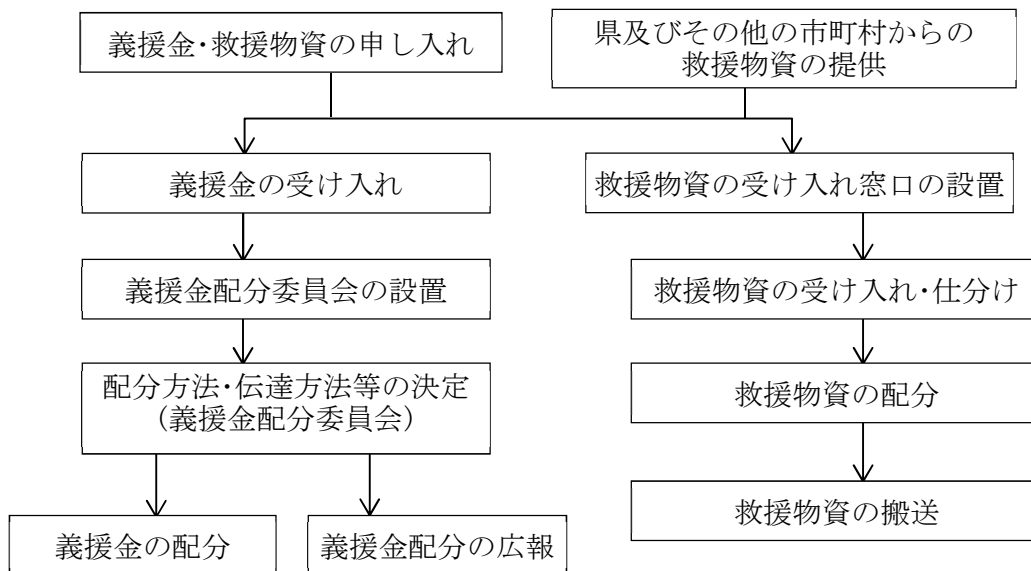 義援金・救援物資の申し入れ
県及びその他の市町村からの
救援物資の提供
義援金の受け入れ
救援物資の受け入れ窓口の設置
義援金配分委員会の設置
救援物資の受け入れ・仕分け
配分方法・伝達方法等の決定
(義援金配分委員会)
救援物資の配分
義援金の配分
義援金配分の広報
救援物資の搬送